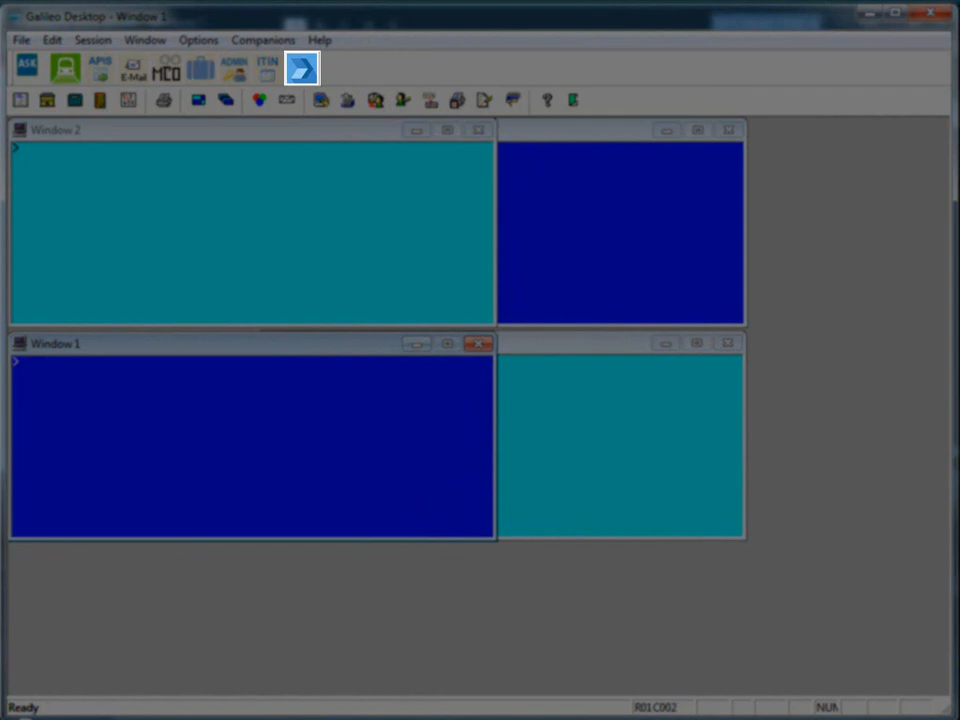 Galileo Desktop - Window 1
File Edit Session Window Options Companions Help
ASK APIS E-Mail MCO ADMIN ITIN
Window 2
>
Window 1
>
Ready R01C002 NUM